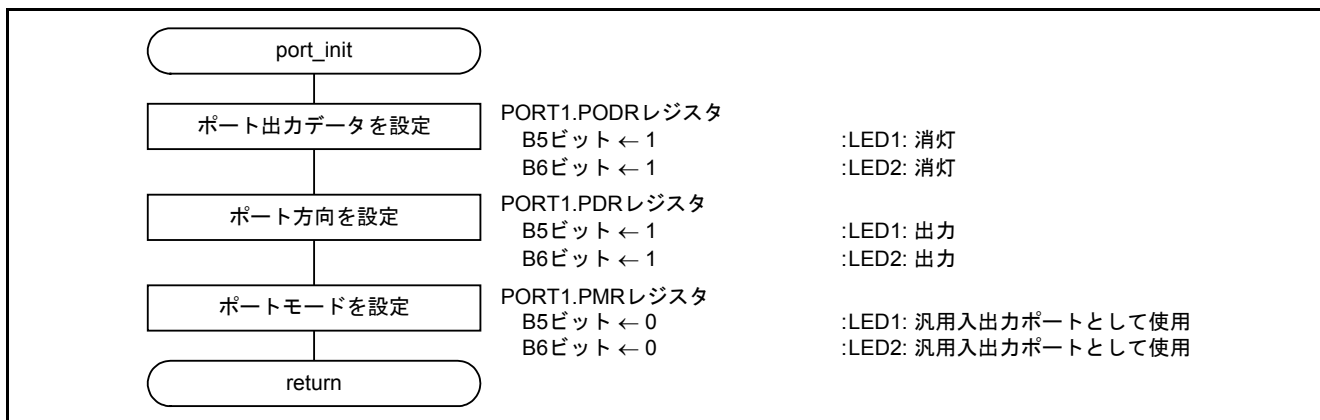 port_init
ポート出力データを設定
PORT1.PODRレジスタ
B5ビット ← 1 :LED1: 消灯
B6ビット ← 1 :LED2: 消灯
ポート方向を設定
PORT1.PDRレジスタ
B5ビット ← 1 :LED1: 出力
B6ビット ← 1 :LED2: 出力
ポートモードを設定
PORT1.PMRレジスタ
B5ビット ← 0 :LED1: 汎用入出力ポートとして使用
B6ビット ← 0 :LED2: 汎用入出力ポートとして使用
return